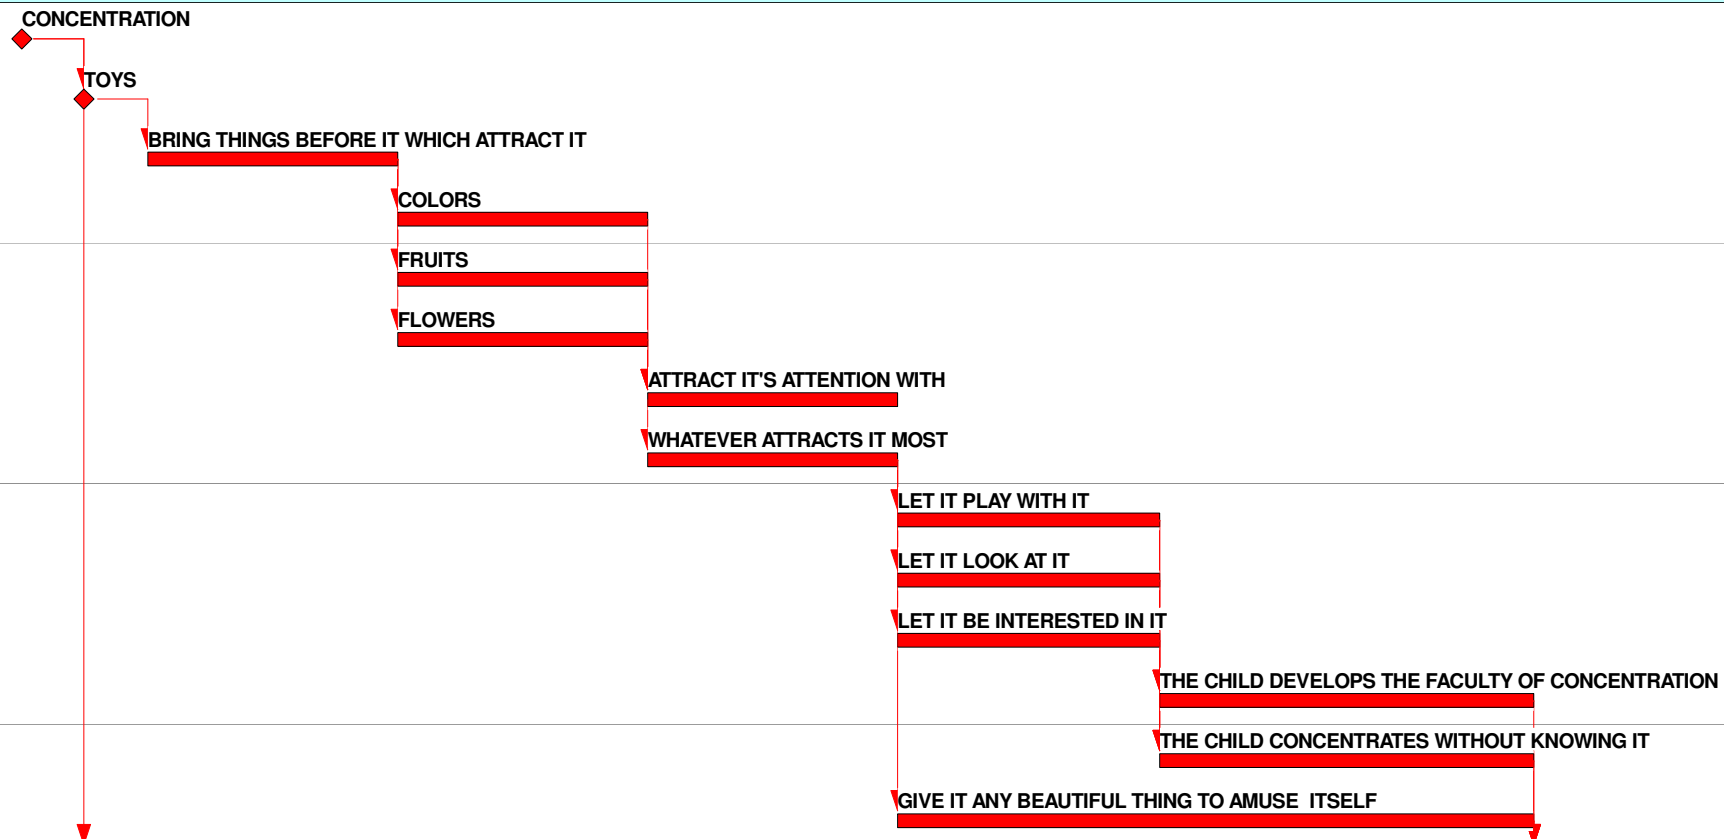 CONCENTRATION
TOYS
BRING THINGS BEFORE IT WHICH ATTRACT IT
COLORS
FRUITS
FLOWERS
ATTRACT IT'S ATTENTION WITH
WHATEVER ATTRACTS IT MOST
LET IT PLAY WITH IT
LET IT LOOK AT IT
LET IT BE INTERESTED IN IT
THE CHILD DEVELOPS THE FACULTY OF CONCENTRATION
THE CHILD CONCENTRATES WITHOUT KNOWING IT
GIVE IT ANY BEAUTIFUL THING TO AMUSE  ITSELF